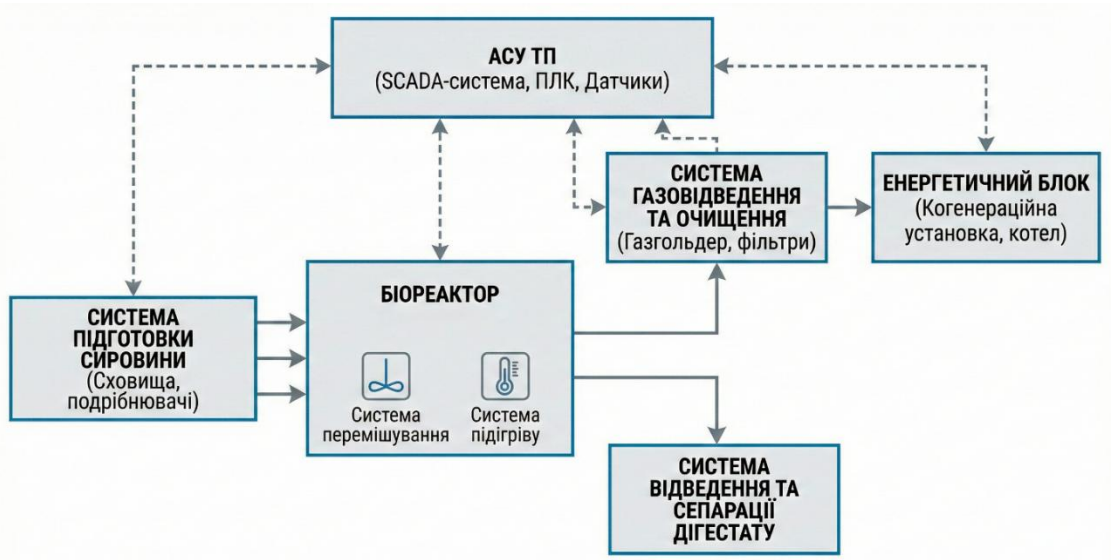 АСУ ТП
(SCADA-система, ПЛК, Датчики)
СИСТЕМА
ГАЗОВІДВЕДЕННЯ
ТА ОЧИЩЕННЯ
(Газгольдер, фільтри)
ЕНЕРГЕТИЧНИЙ БЛОК
(Когенераційна
установка, котел)
СИСТЕМА
ПІДГОТОВКИ
СИРОВИНИ
(Сховища,
подрібнювачі)
БІОРЕАКТОР
Система
перемішування
Система
підігріву
СИСТЕМА
ВІДВЕДЕННЯ ТА
СЕПАРАЦІЇ
ДІГЕСТАТУ